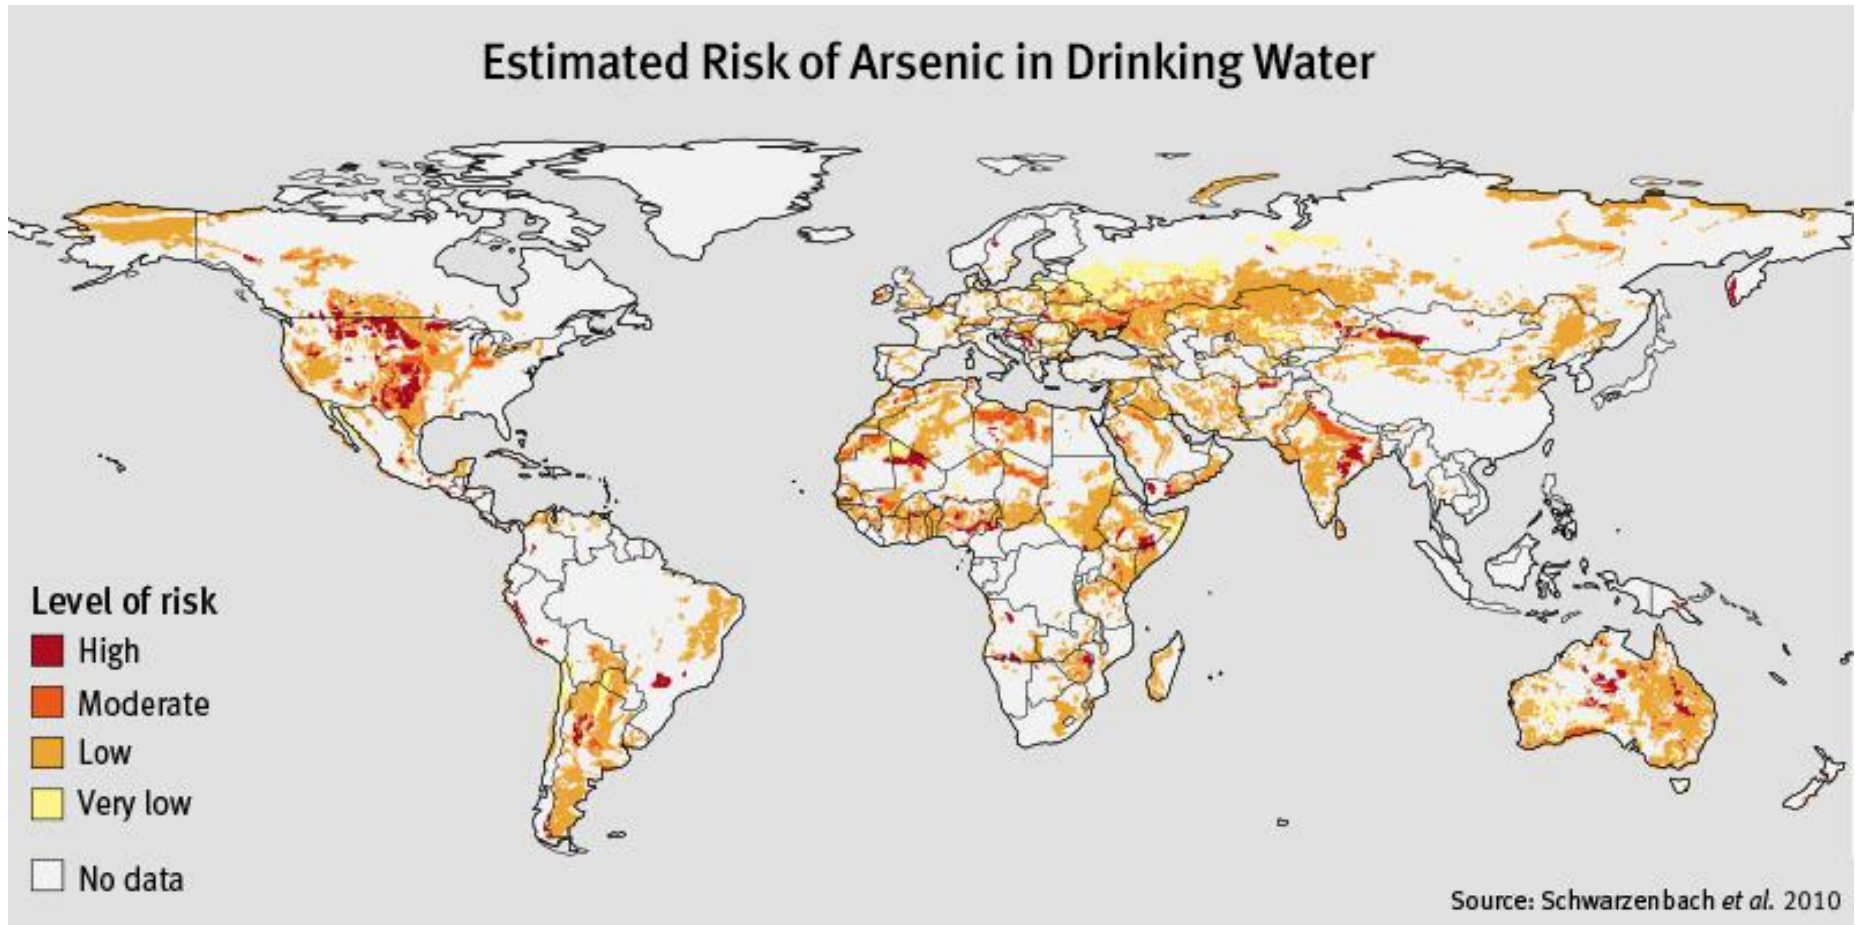 Estimated Risk of Arsenic in Drinking Water
Level of risk
High
Moderate
Low
Very low
No data
Source: Schwarzenbach et al. 2010